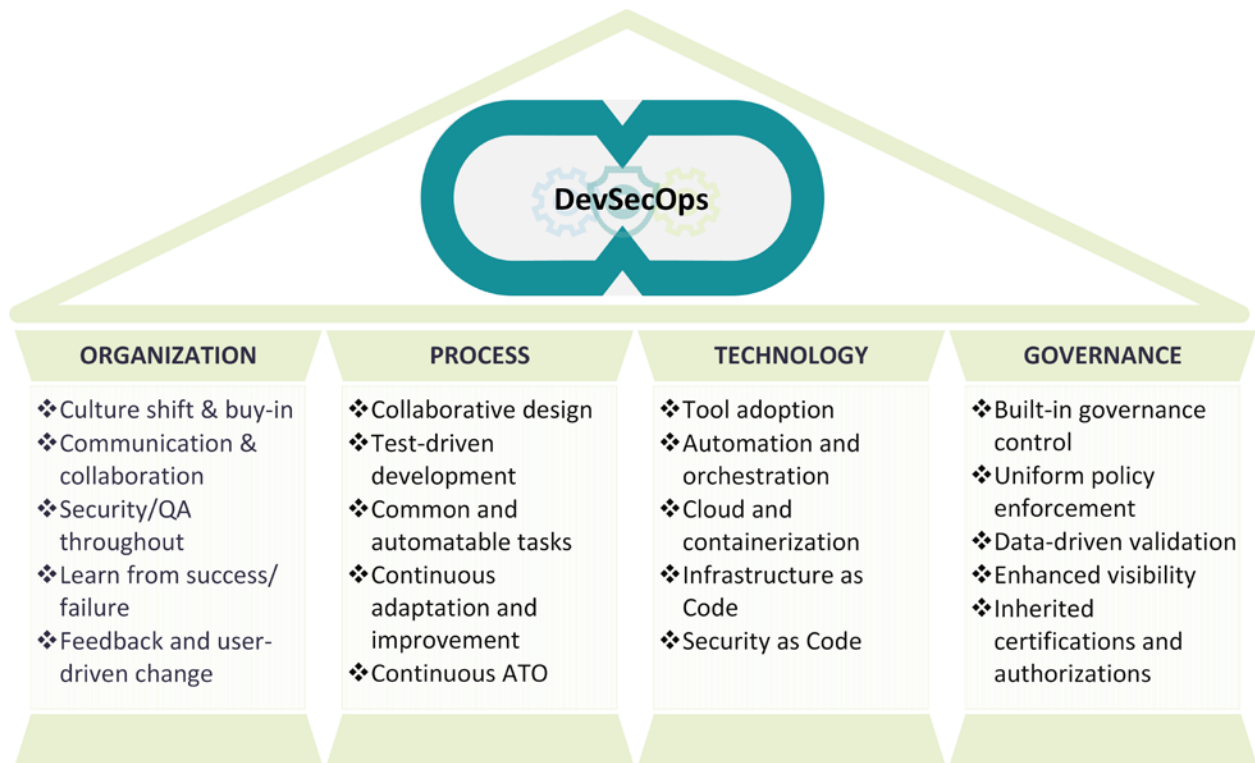 DevSecOps
ORGANIZATION
❖Culture shift & buy-in
❖Communication &
collaboration
❖Security/QA
throughout
❖Learn from success/
failure
❖Feedback and user-
driven change
PROCESS
❖Collaborative design
❖Test-driven
development
❖Common and
automatable tasks
❖Continuous
adaptation and
improvement
❖Continuous ATO
TECHNOLOGY
❖Tool adoption
❖Automation and
orchestration
❖Cloud and
containerization
❖Infrastructure as
Code
❖Security as Code
GOVERNANCE
❖Built-in governance
control
❖Uniform policy
enforcement
❖Data-driven validation
❖Enhanced visibility
❖Inherited
certifications and
authorizations